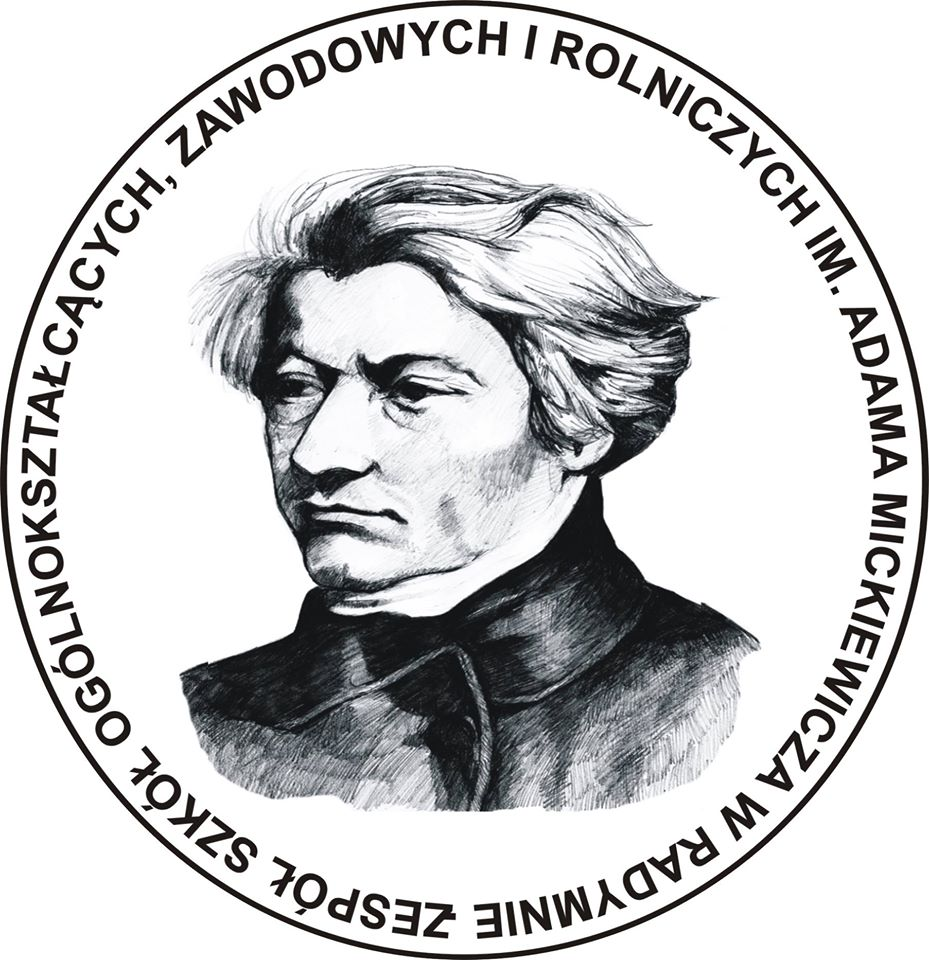 ZESPÓŁ SZKÓŁ OGÓLNOKSZTAŁCĄCYCH, ZAWODOWYCH I ROLNICZYCH IM. ADAMA MICKIEWICZA W RADYMNIE